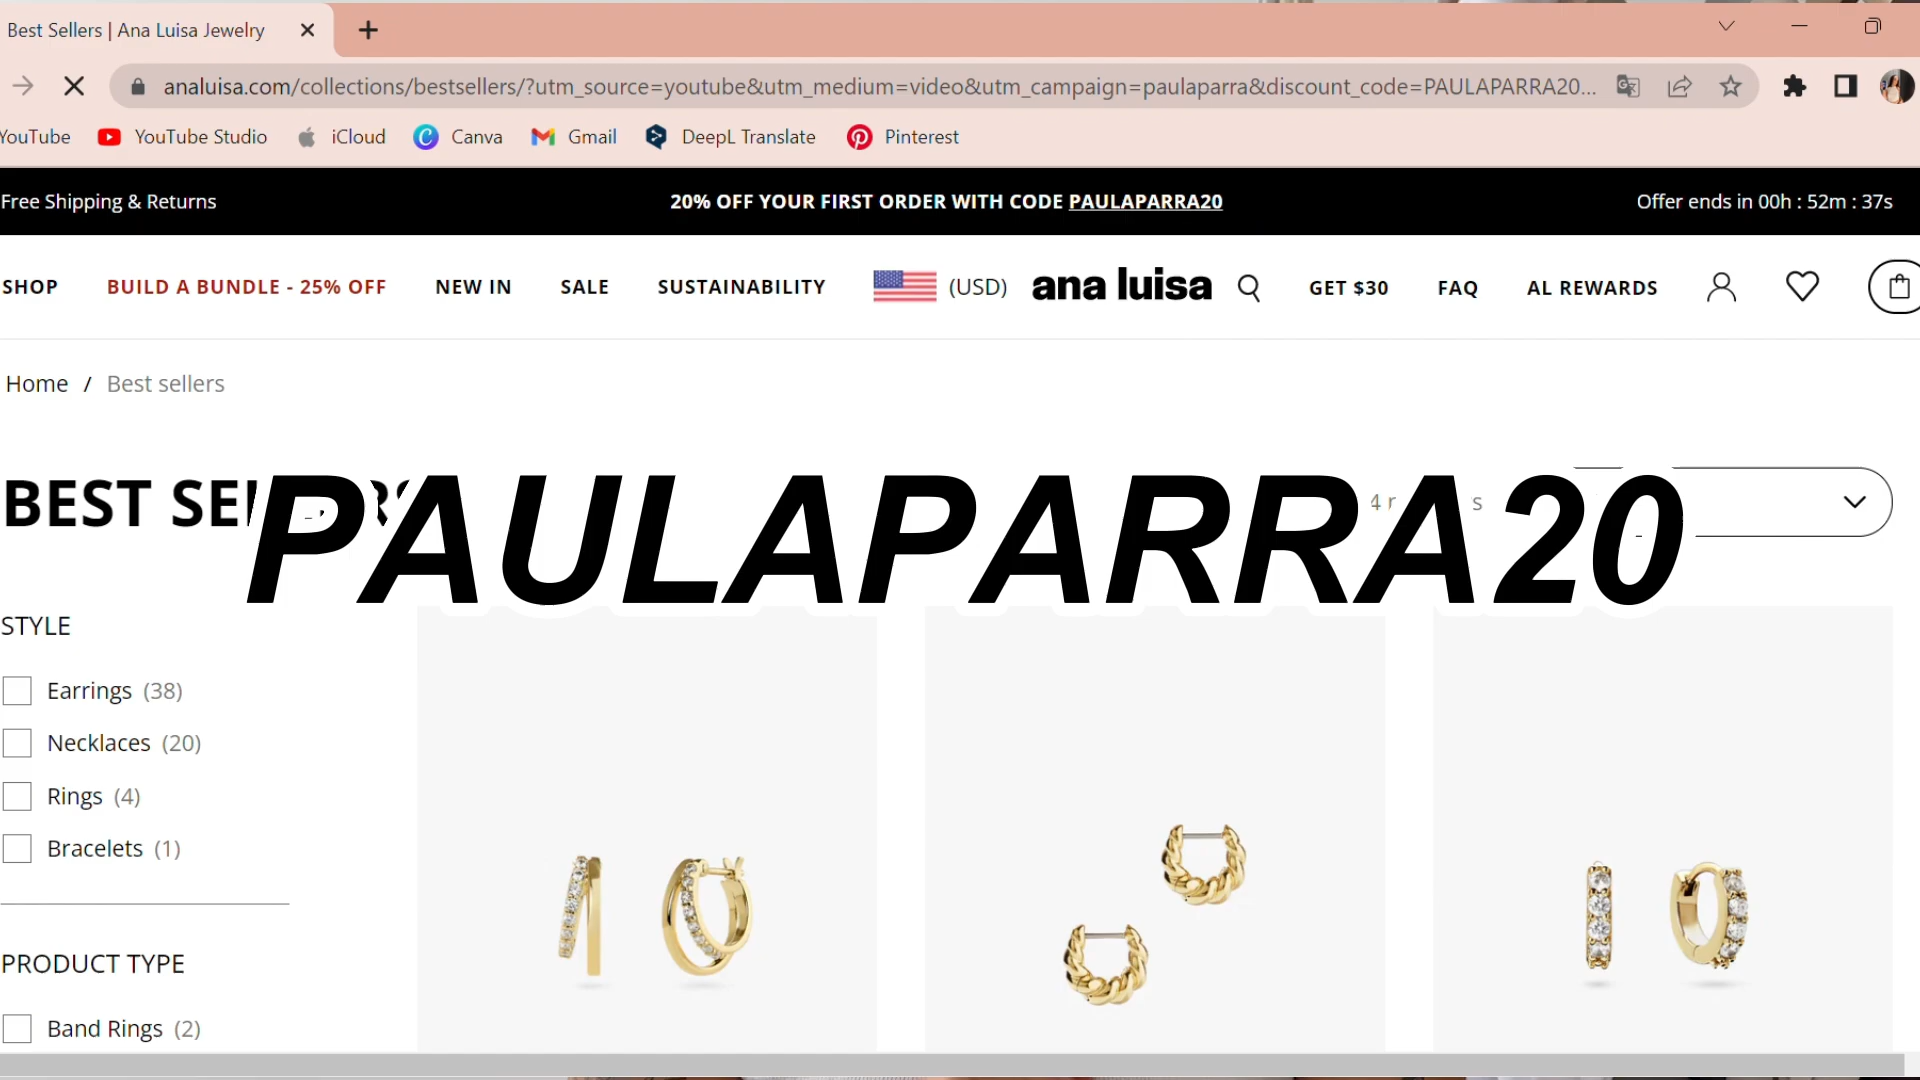 Best Sellers | Ana Luisa Jewelry
analuisa.com/collections/bestsellers/?utm_source=youtube&utm_medium=video&utm_campaign=paulaparra&discount_code=PAULAPARRA20...
YouTube YouTube Studio iCloud Canva Gmail DeepL Translate Pinterest
Free Shipping & Returns 20% OFF YOUR FIRST ORDER WITH CODE PAULAPARRA20 Offer ends in 00h : 52m : 37s
SHOP BUILD A BUNDLE - 25% OFF NEW IN SALE SUSTAINABILITY (USD) ana luisa GET $30 FAQ AL REWARDS
Home / Best sellers
BEST
PAULAPARRA20
STYLE
Earrings (38)
Necklaces (20)
Rings (4)
Bracelets (1)
PRODUCT TYPE
Band Rings (2)